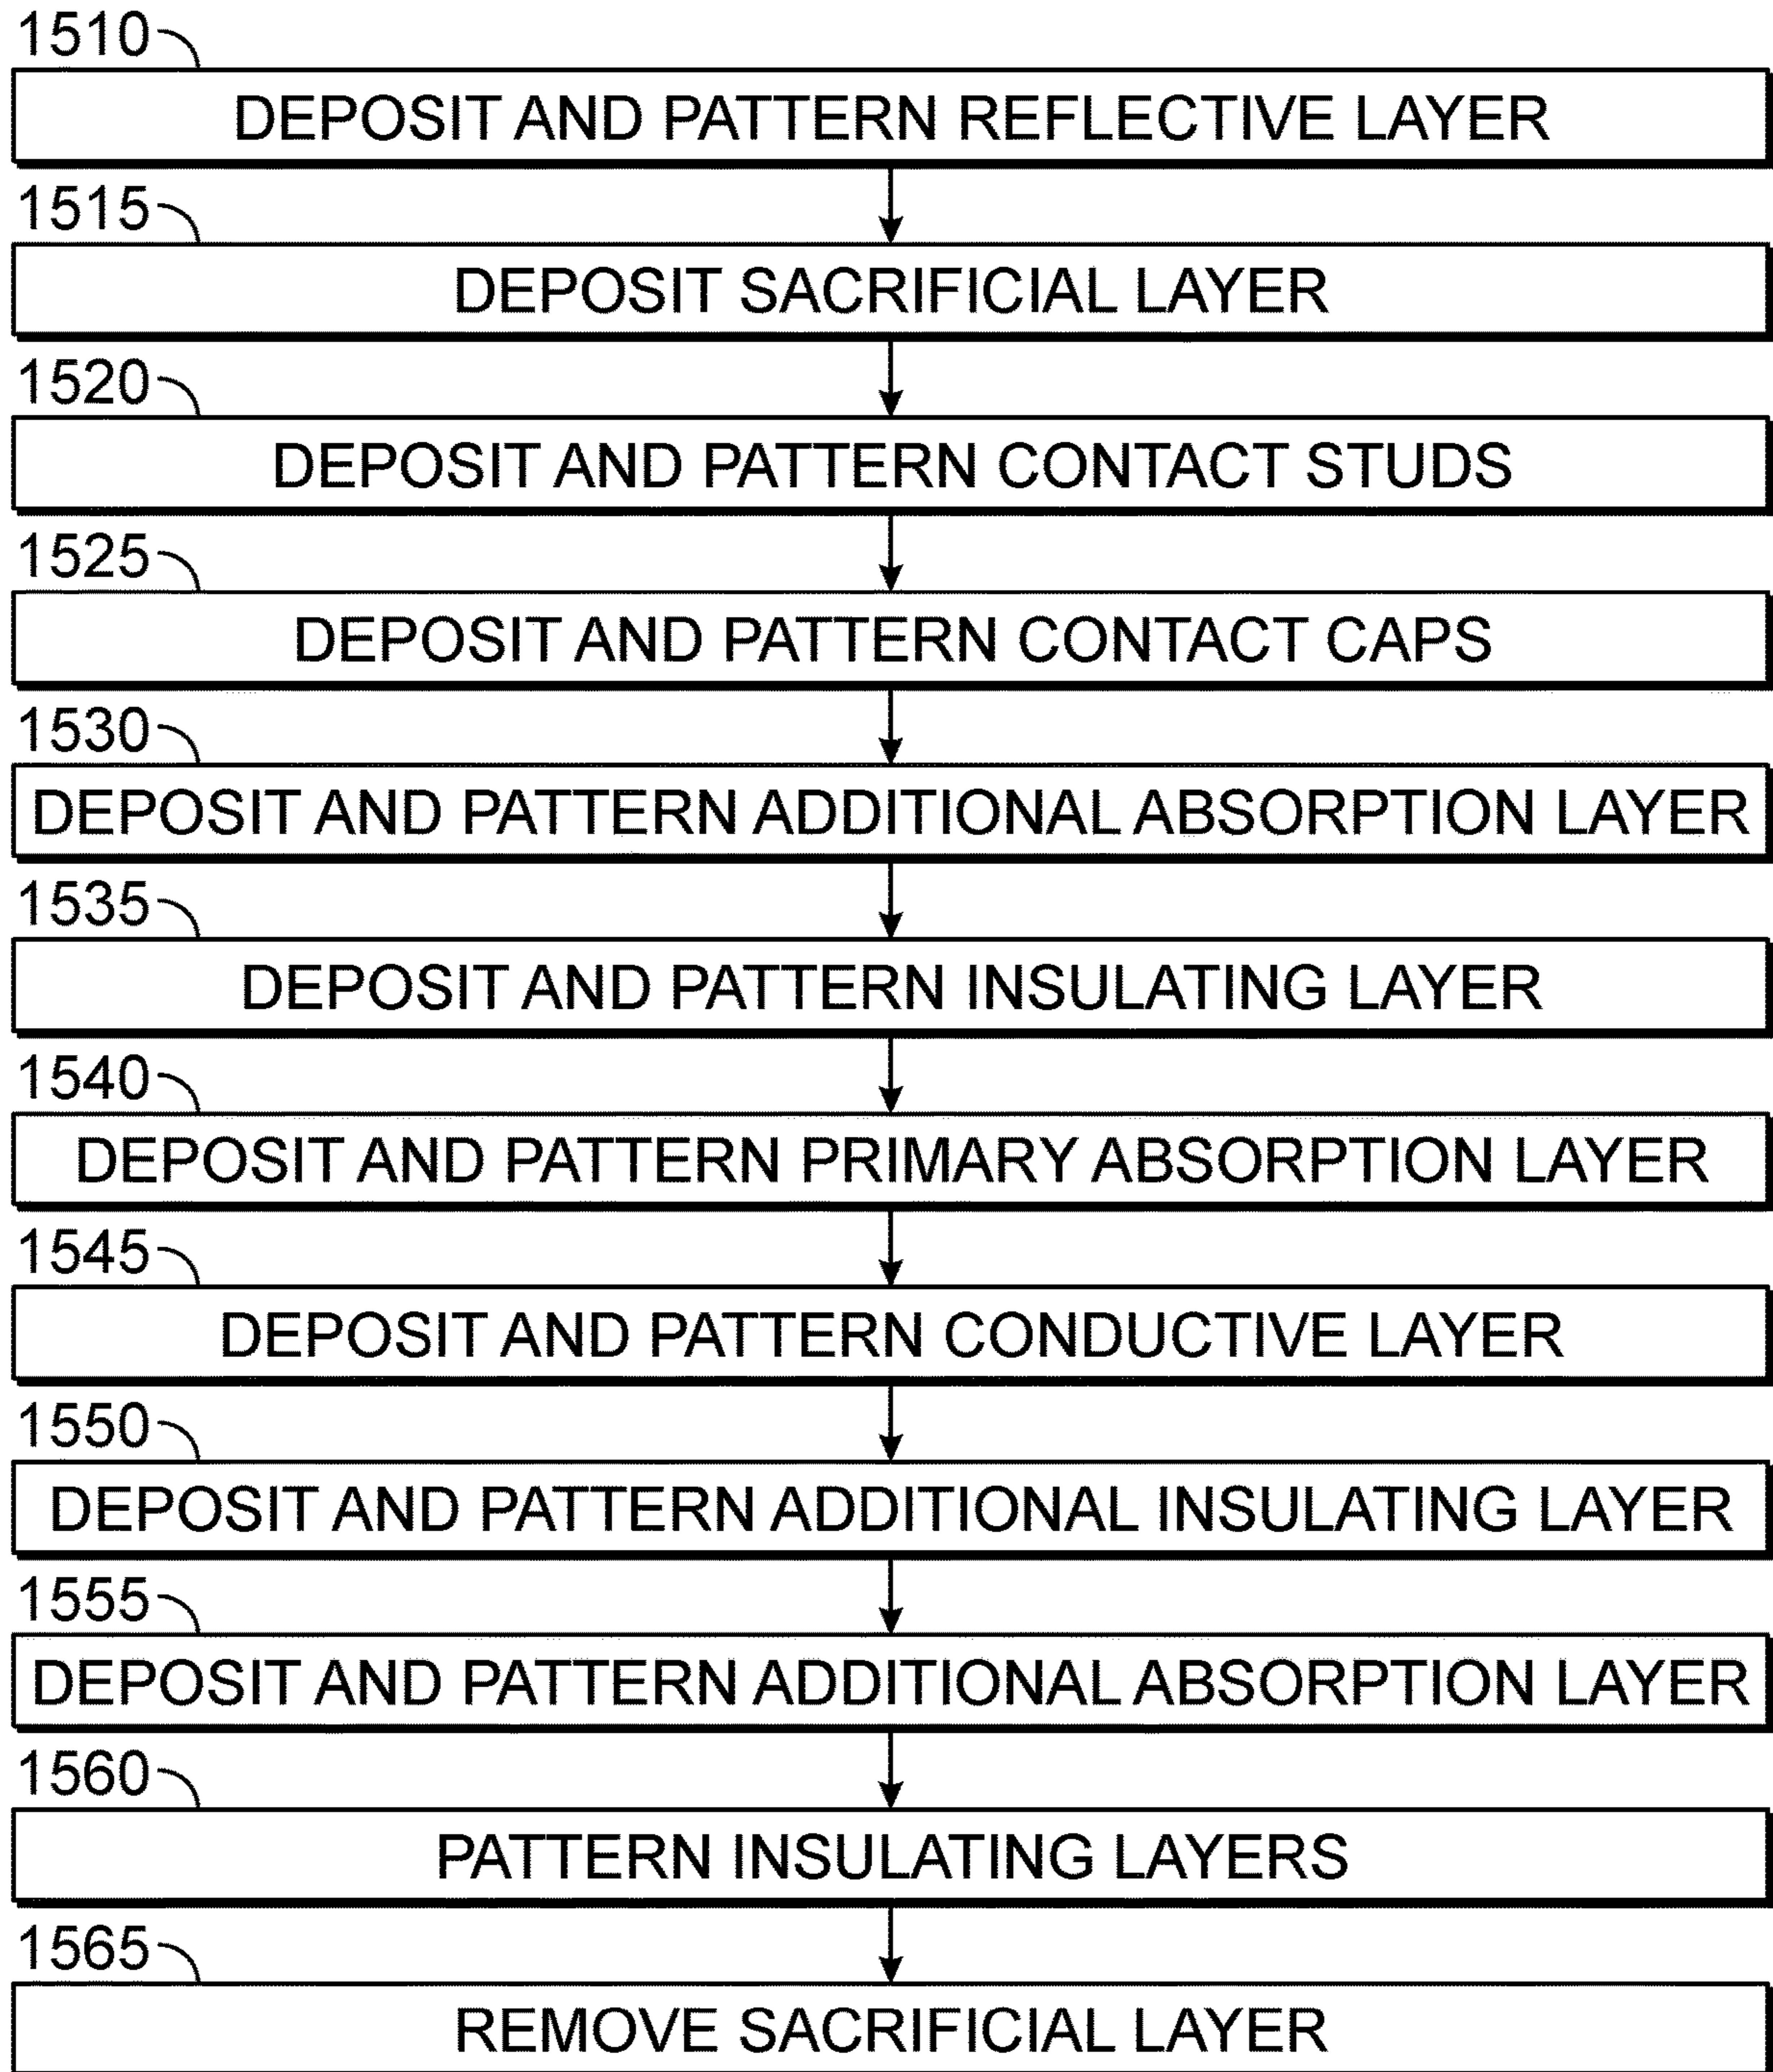 1510
DEPOSIT AND PATTERN REFLECTIVE LAYER
1515
DEPOSIT SACRIFICIAL LAYER
1520
DEPOSIT AND PATTERN CONTACT STUDS
1525
DEPOSIT AND PATTERN CONTACT CAPS
1530
DEPOSIT AND PATTERN ADDITIONAL ABSORPTION LAYER
1535
DEPOSIT AND PATTERN INSULATING LAYER
1540
DEPOSIT AND PATTERN PRIMARY ABSORPTION LAYER
1545
DEPOSIT AND PATTERN CONDUCTIVE LAYER
1550
DEPOSIT AND PATTERN ADDITIONAL INSULATING LAYER
1555
DEPOSIT AND PATTERN ADDITIONAL ABSORPTION LAYER
1560
PATTERN INSULATING LAYERS
1565
REMOVE SACRIFICIAL LAYER